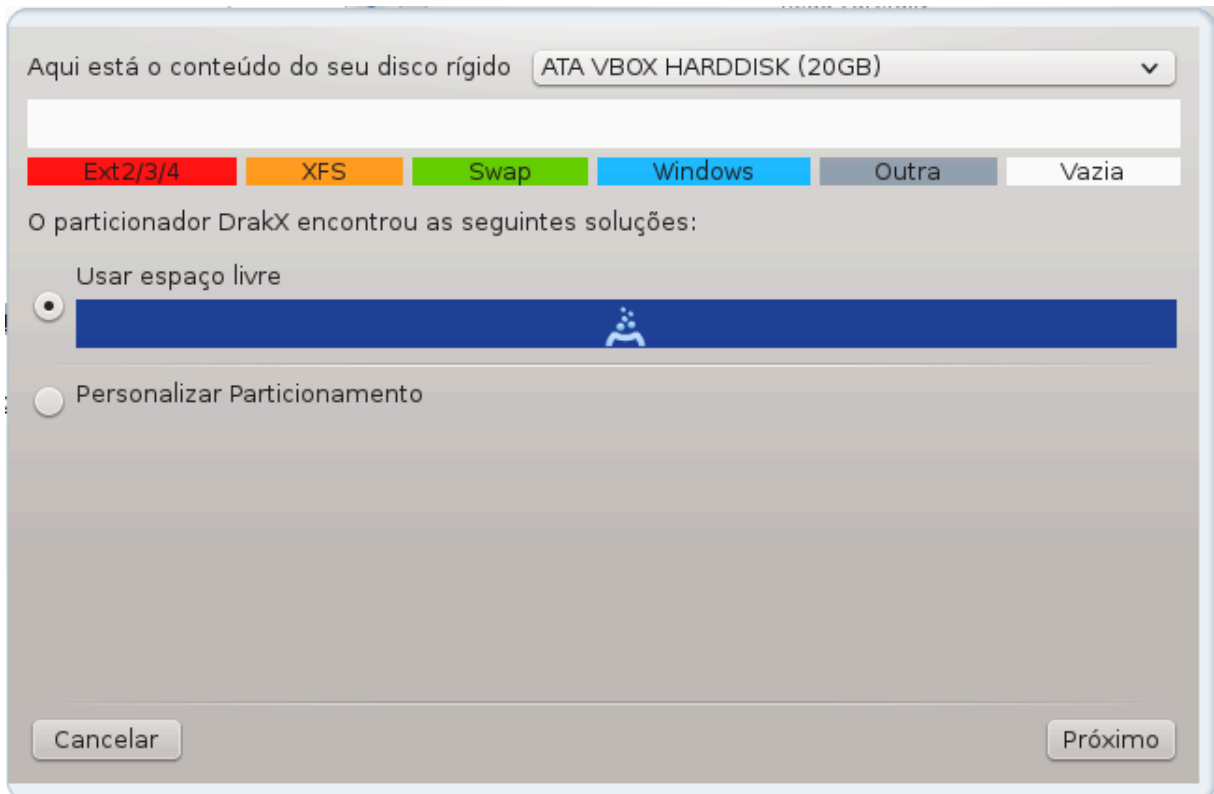 Aqui está o conteúdo do seu disco rígido ATA VBOX HARDDISK (20GB)
Ext2/3/4 XFS Swap Windows Outra Vazia
O particionador DrakX encontrou as seguintes soluções:
Usar espaço livre
Personalizar Particionamento
Cancelar Próximo